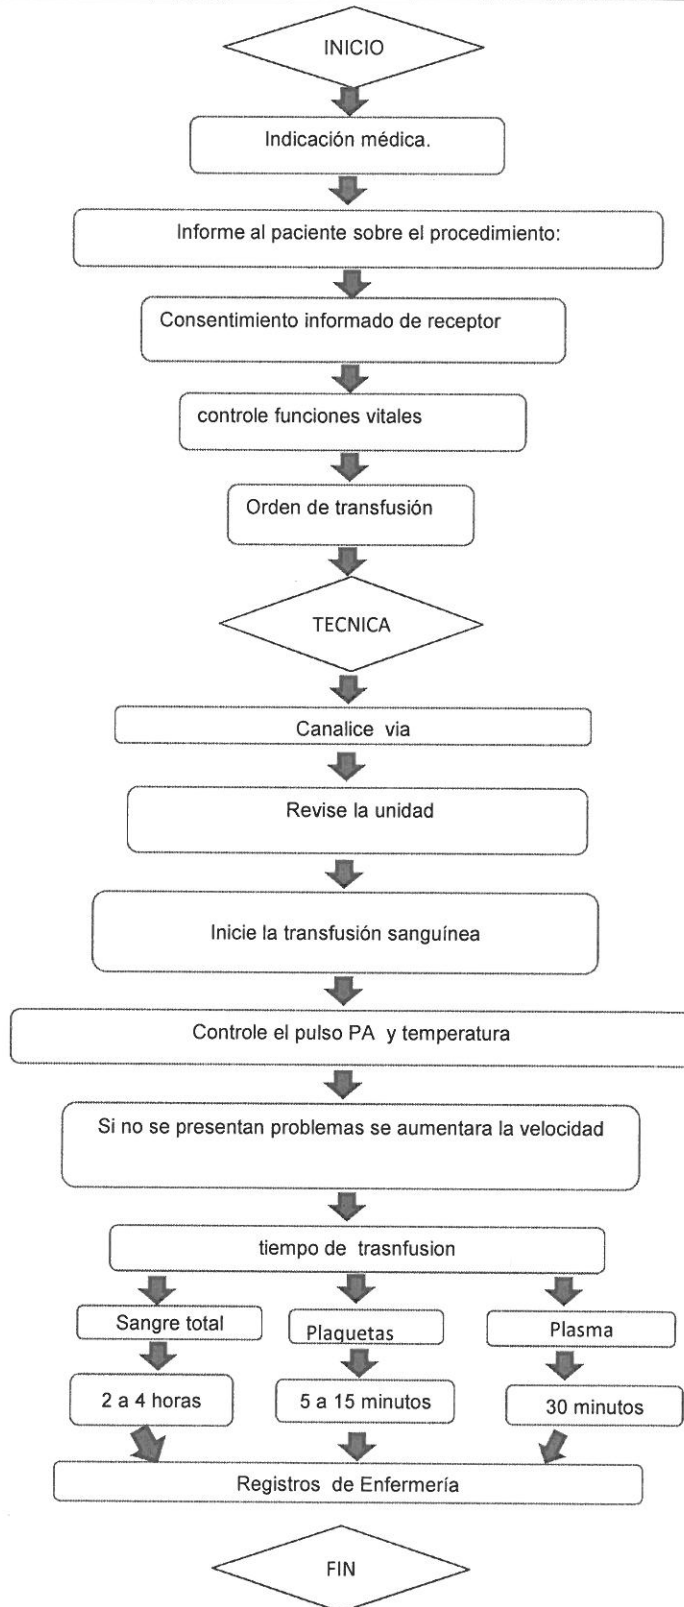 INICIO
Indicación médica.
Informe al paciente sobre el procedimiento:
Consentimiento informado de receptor
controle funciones vitales
Orden de transfusión
TECNICA
Canalice via
Revise la unidad
Inicie la transfusión sanguínea
Controle el pulso PA y temperatura
Si no se presentan problemas se aumentara la velocidad
tiempo de trasnfusion
Sangre total
Plaquetas
Plasma
2 a 4 horas
5 a 15 minutos
30 minutos
Registros de Enfermería
FIN